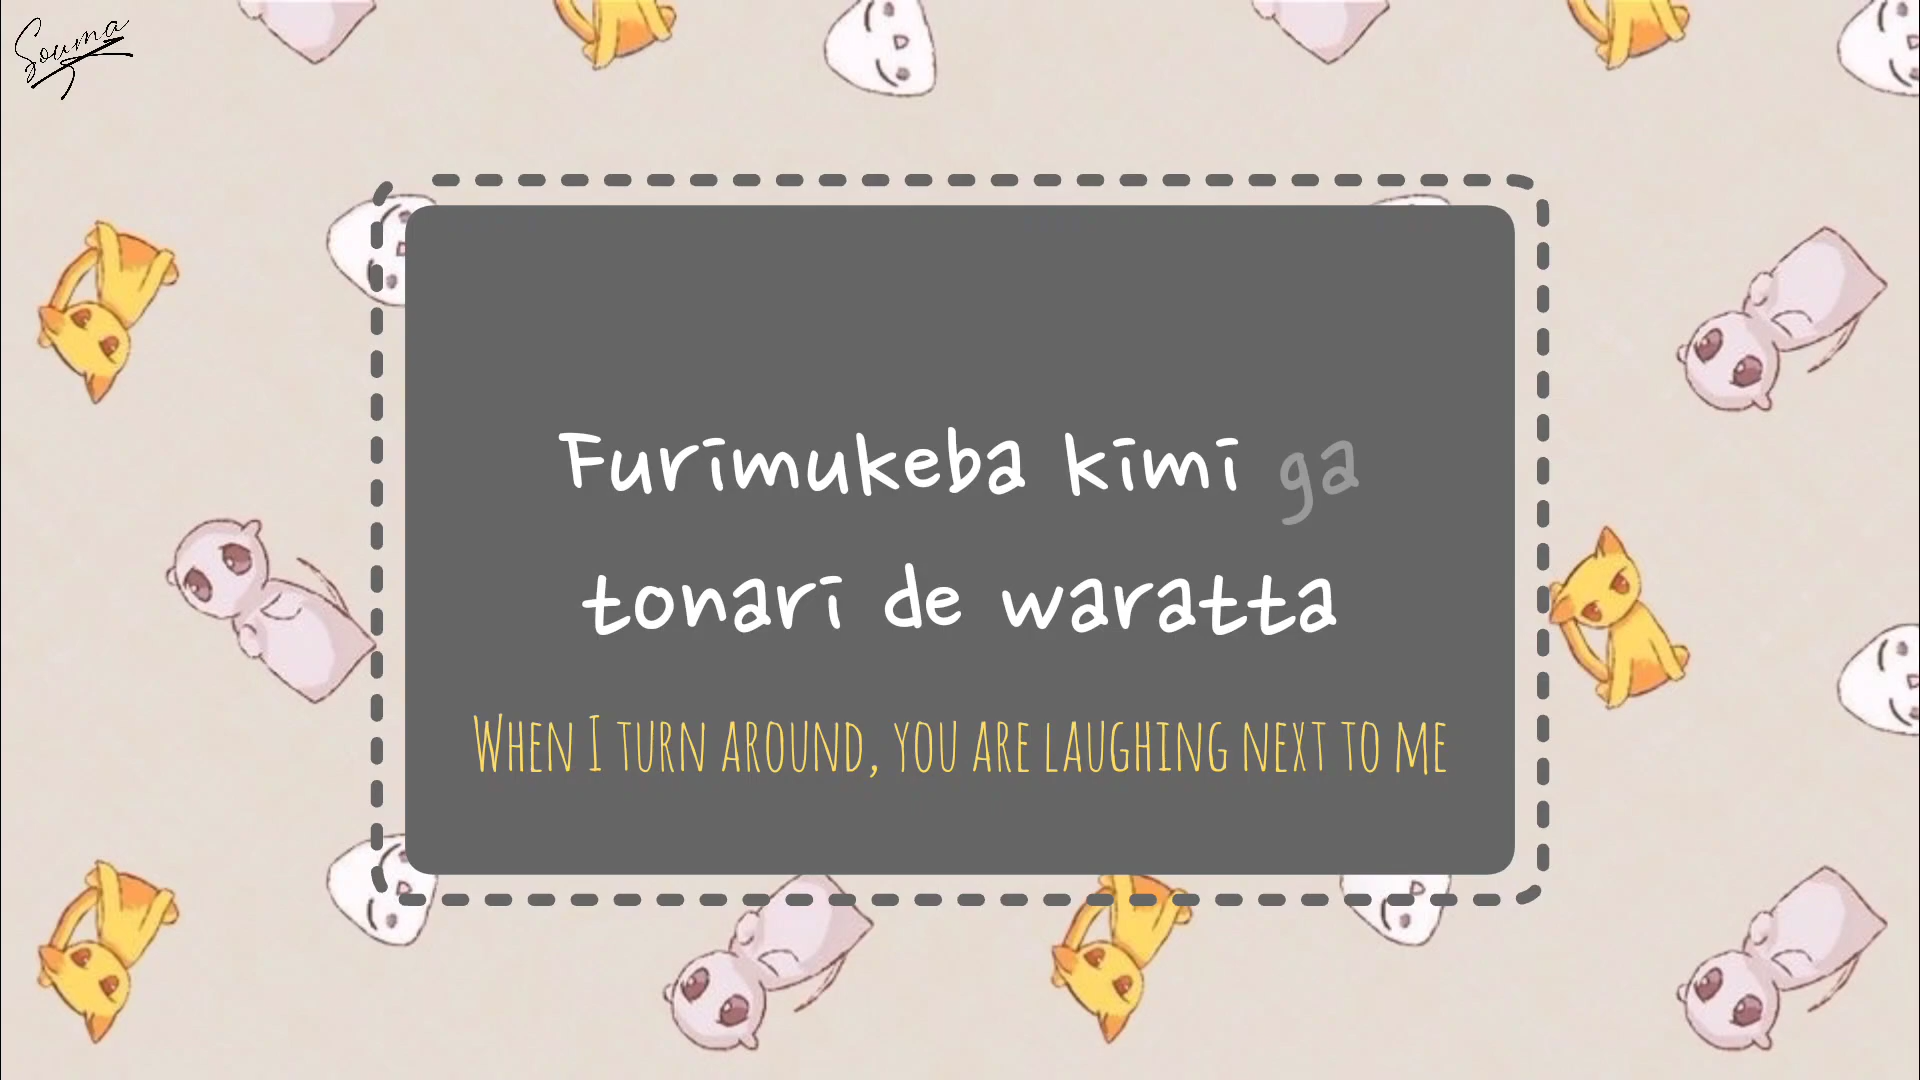 Souma
Furimukeba kimi ga
tonari de waratta
When I turn around, you are laughing next to me